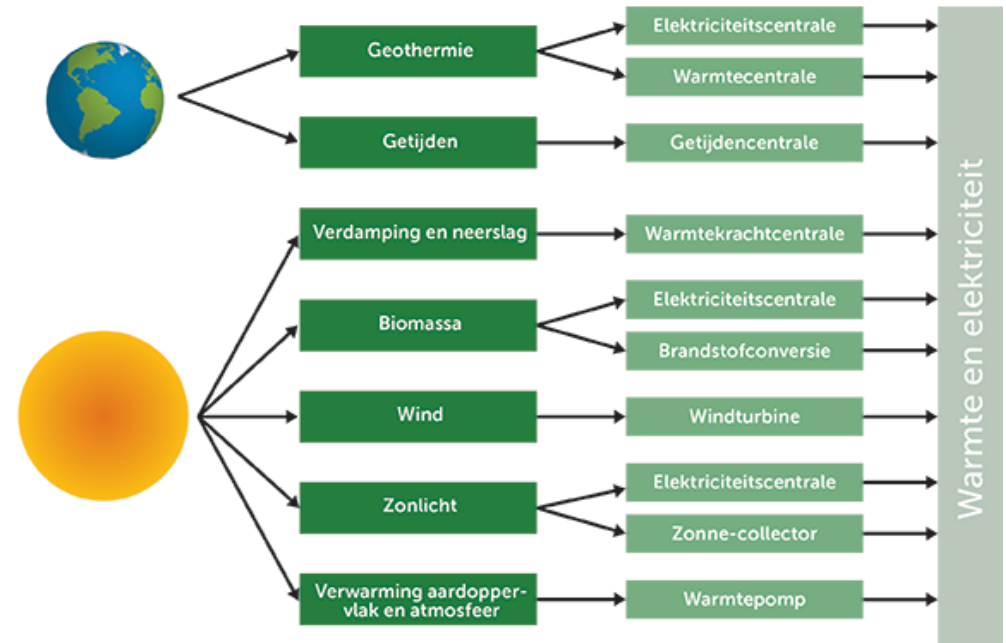 Geothermie
Elektriciteitscentrale
Warmtecentrale
Getijden
Getijdencentrale
Verdamping en neerslag
Warmtekrachtcentrale
Biomassa
Elektriciteitscentrale
Brandstofconversie
Wind
Windturbine
Zonlicht
Elektriciteitscentrale
Zonne-collector
Verwarming aardopper-
vlak en atmosfeer
Warmtepomp
Warmte en elektriciteit